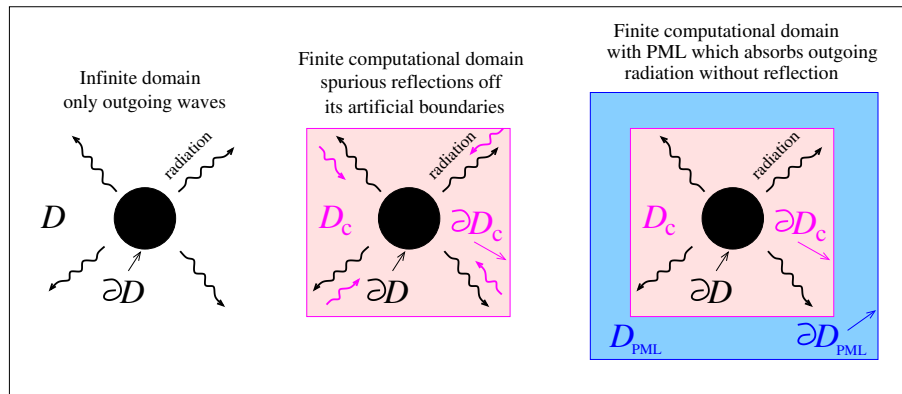 Infinite domain
only outgoing waves
radiation
D
∂D
Finite computational domain
spurious reflections off
its artificial boundaries
radiation
D_c
∂D_c
∂D
Finite computational domain
with PML which absorbs outgoing
radiation without reflection
radiation
D_c
∂D_c
∂D
D_PML
∂D_PML